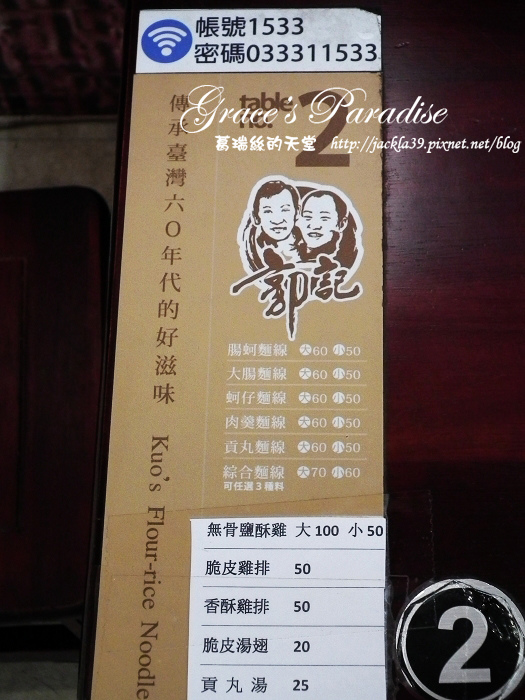 帳號1533
密碼033311533
table no. 2
Grace's Paradise
葛瑞絲的天堂 http://jackla39.pixnet.net/blog
傳承臺灣六〇年代的好滋味 Kuo's Flour-rice Noodle
郭記
腸蚵麵線 大60 小50
大腸麵線 大60 小50
蚵仔麵線 大60 小50
肉羹麵線 大60 小50
貢丸麵線 大60 小50
綜合麵線 大70 小60
可任選3種料
無骨鹽酥雞 大100 小50
脆皮雞排 50
香酥雞排 50
脆皮湯翅 20
貢丸湯 25
2